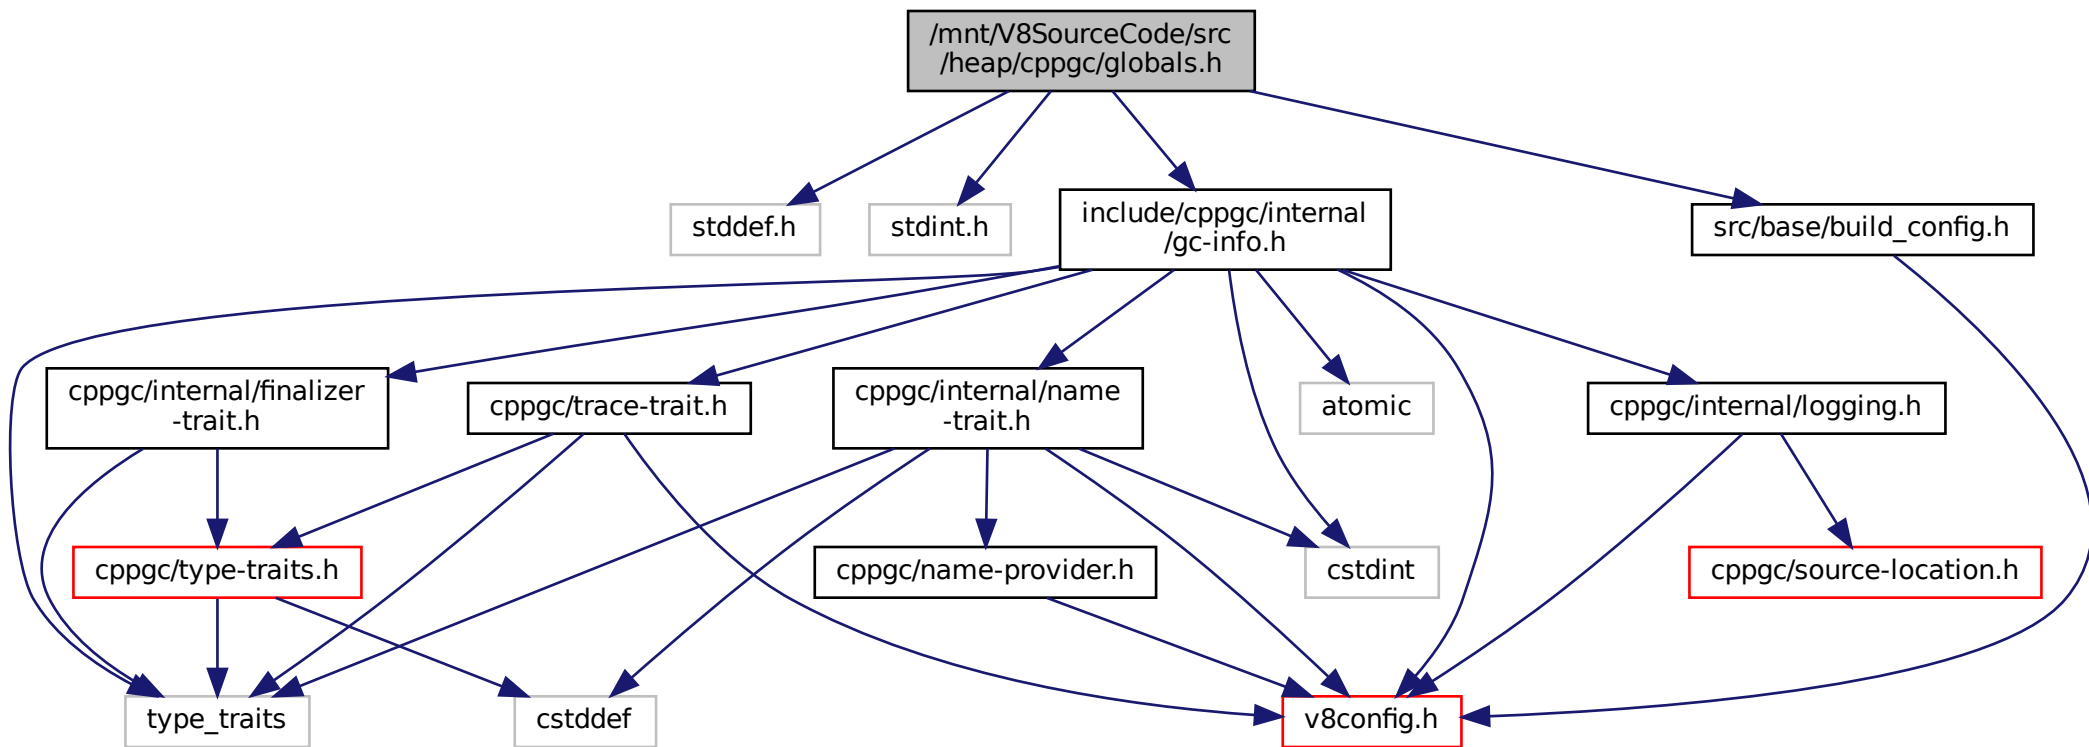 /mnt/V8SourceCode/src
/heap/cppgc/globals.h
stddef.h
stdint.h
include/cppgc/internal
/gc-info.h
src/base/build_config.h
cppgc/internal/finalizer
-trait.h
cppgc/trace-trait.h
cppgc/internal/name
-trait.h
atomic
cppgc/internal/logging.h
cppgc/type-traits.h
cppgc/name-provider.h
cstdint
cppgc/source-location.h
type_traits
cstddef
v8config.h